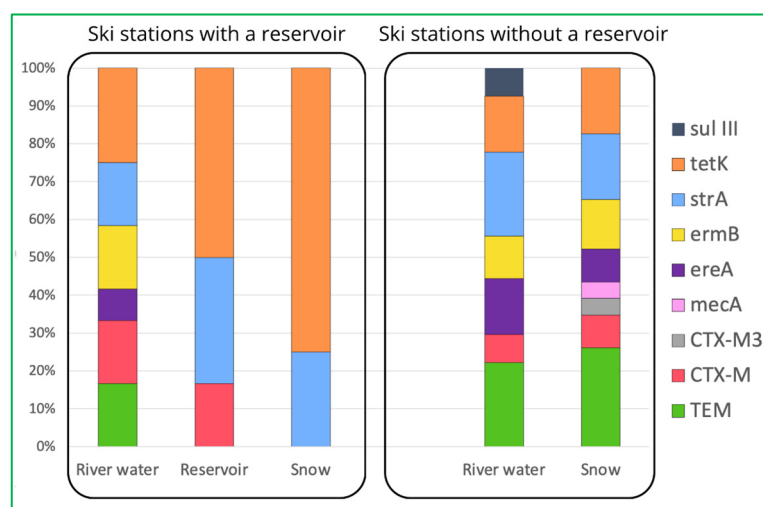 Ski stations with a reservoir
Ski stations without a reservoir
100%
90%
80%
70%
60%
50%
40%
30%
20%
10%
0%
River water
Reservoir
Snow
River water
Snow
sul III
tetK
strA
ermB
ereA
mecA
CTX-M3
CTX-M
TEM